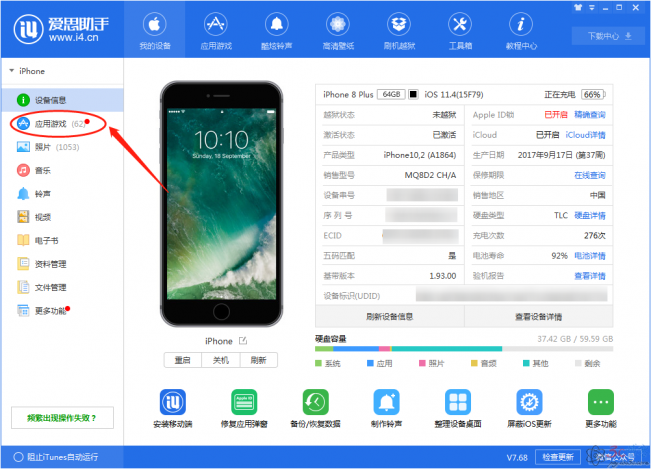 爱思助手
www.i4.cn
我的设备
应用游戏
酷炫铃声
高清壁纸
刷机越狱
工具箱
教程中心
下载中心
iPhone
设备信息
应用游戏 (62)
照片 (1053)
音乐
铃声
视频
电子书
资料管理
文件管理
更多功能
频繁出现操作失败？
10:10
Sunday, 18 September
iPhone
重启
关机
刷新
iPhone 8 Plus 64GB iOS 11.4(15F79) 正在充电 66%
越狱状态 未越狱 Apple ID锁 已开启 精确查询
激活状态 已激活 iCloud 已开启 iCloud详情
产品类型 iPhone10,2 (A1864) 生产日期 2017年9月17日 (第37周)
销售型号 MQ8D2 CH/A 保修期限 在线查询
设备串号 销售地区 中国
序 列 号 硬盘类型 TLC 硬盘详情
ECID 充电次数 276次
五码匹配 是 电池寿命 92% 电池详情
基带版本 1.93.00 验机报告 查看详情
设备标识(UDID)
刷新设备信息 查看设备详情
硬盘容量 37.42 GB / 59.59 GB
系统 应用 照片 音频 其他 剩余
安装移动端
修复应用弹窗
备份/恢复数据
制作铃声
整理设备桌面
屏蔽iOS更新
更多功能
阻止iTunes自动运行
V7.68
检查更新
微信公众号